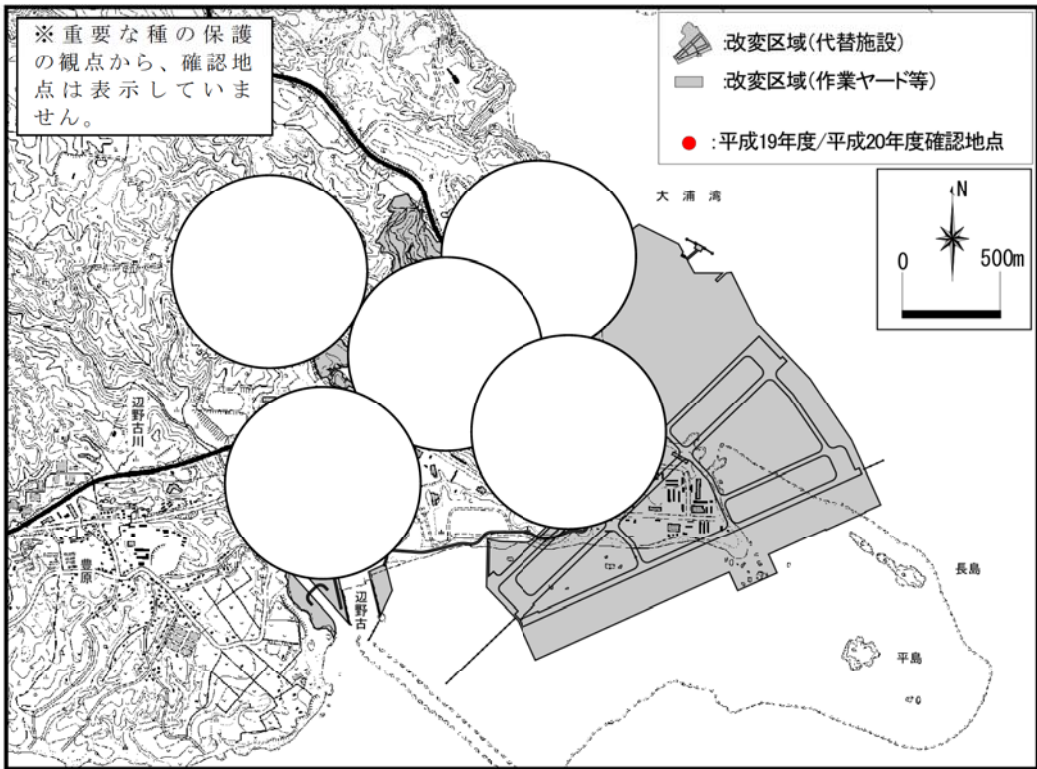 ※重要な種の保護
の観点から、確認地
点は表示していま
せん。
:改変区域(代替施設)
:改変区域(作業ヤード等)
:平成19年度/平成20年度確認地点
大浦湾
N
0 500m
辺野古川
豊原
辺野古
長島
平島